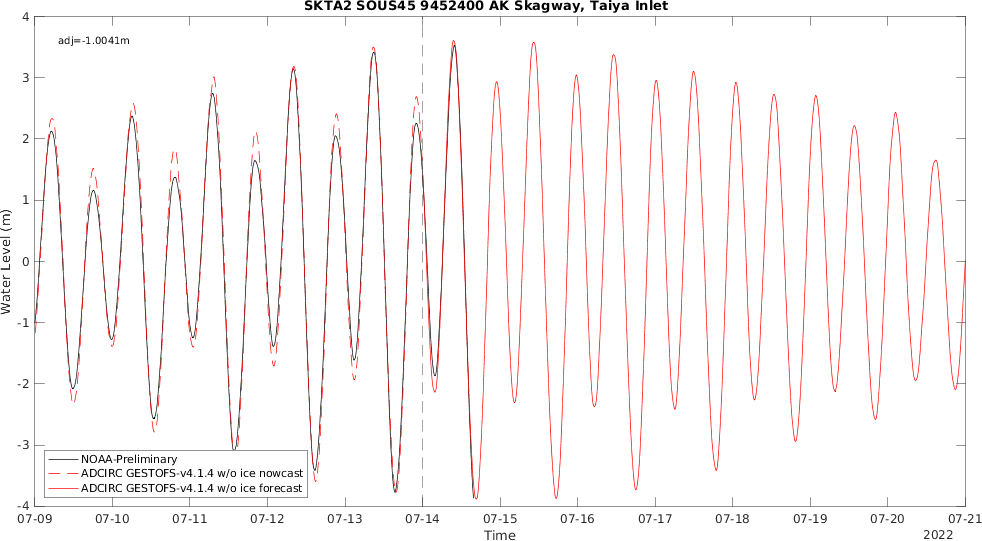 SKTA2 SOUS45 9452400 AK Skagway, Taiya Inlet
adj=-1.0041m
4
3
2
1
0
-1
-2
-3
-4
Water Level (m)
NOAA-Preliminary
ADCIRC GESTOFS-v4.1.4 w/o ice nowcast
ADCIRC GESTOFS-v4.1.4 w/o ice forecast
07-09 07-10 07-11 07-12 07-13 07-14 07-15 07-16 07-17 07-18 07-19 07-20 07-21
Time
2022